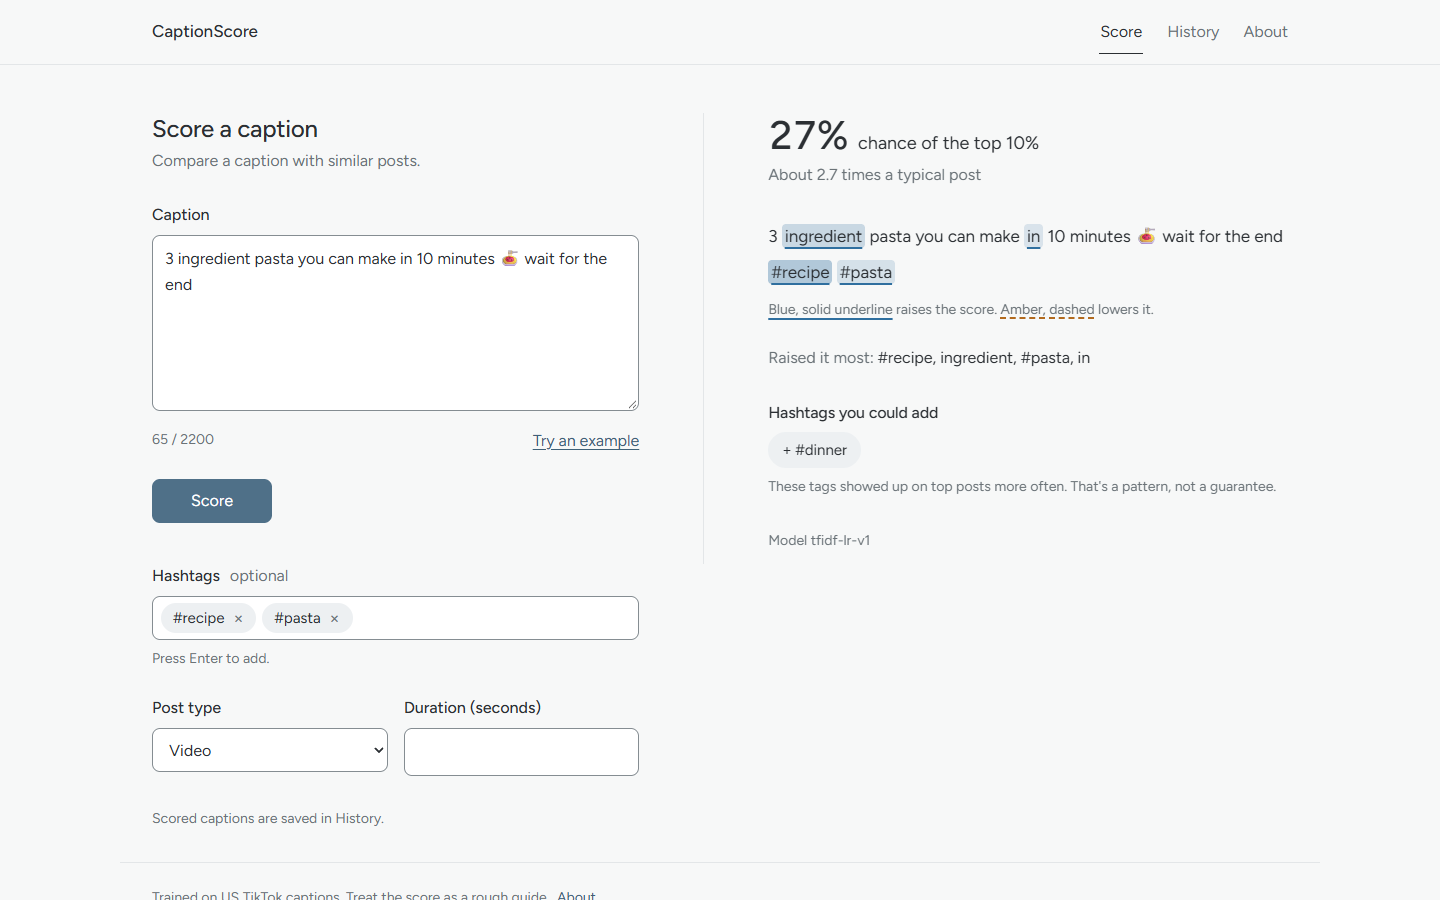 CaptionScore
Score
History
About
Score a caption
Compare a caption with similar posts.
Caption
3 ingredient pasta you can make in 10 minutes 🍝 wait for the
end
65 / 2200
Try an example
Score
Hashtags optional
#recipe ×
#pasta ×
Press Enter to add.
Post type
Duration (seconds)
Video
Scored captions are saved in History.
27% chance of the top 10%
About 2.7 times a typical post
3 ingredient pasta you can make in 10 minutes 🍝 wait for the end
#recipe #pasta
Blue, solid underline raises the score. Amber, dashed lowers it.
Raised it most: #recipe, ingredient, #pasta, in
Hashtags you could add
+ #dinner
These tags showed up on top posts more often. That's a pattern, not a guarantee.
Model tfidf-lr-v1
Trained on US TikTok captions. Treat the score as a rough guide. About